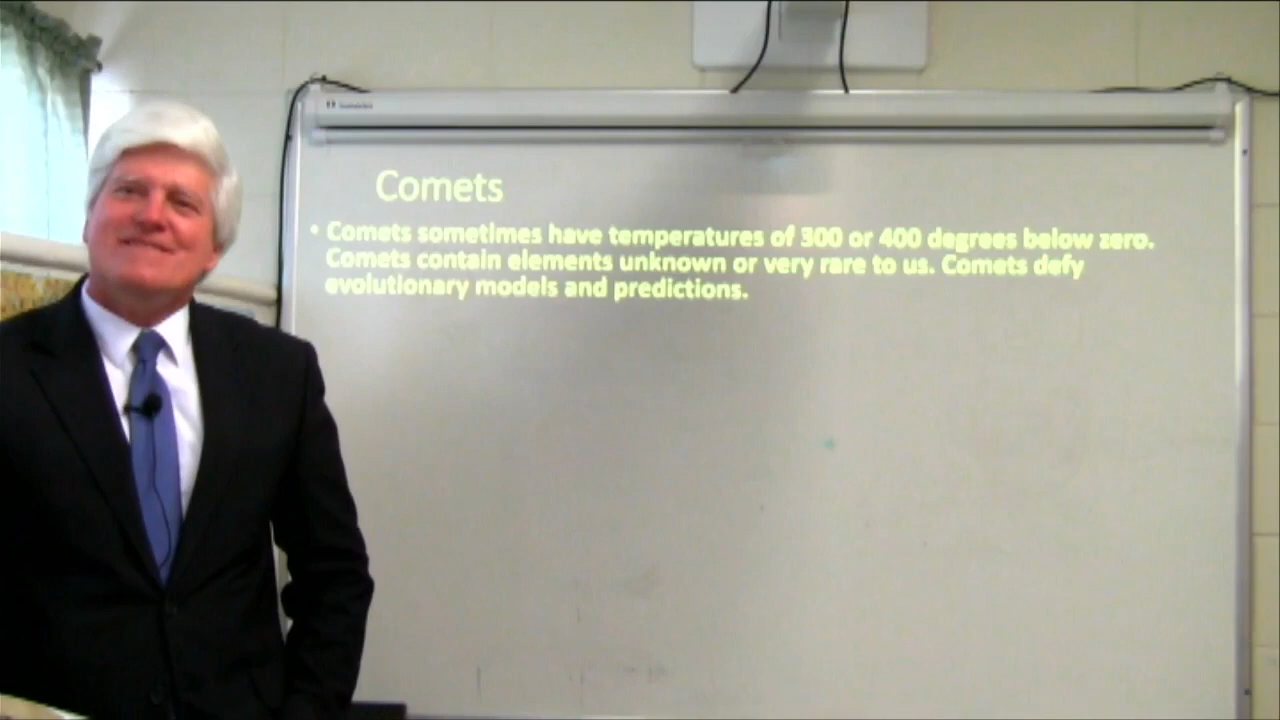 Comets
• Comets sometimes have temperatures of 300 or 400 degrees below zero.
Comets contain elements unknown or very rare to us. Comets defy
evolutionary models and predictions.